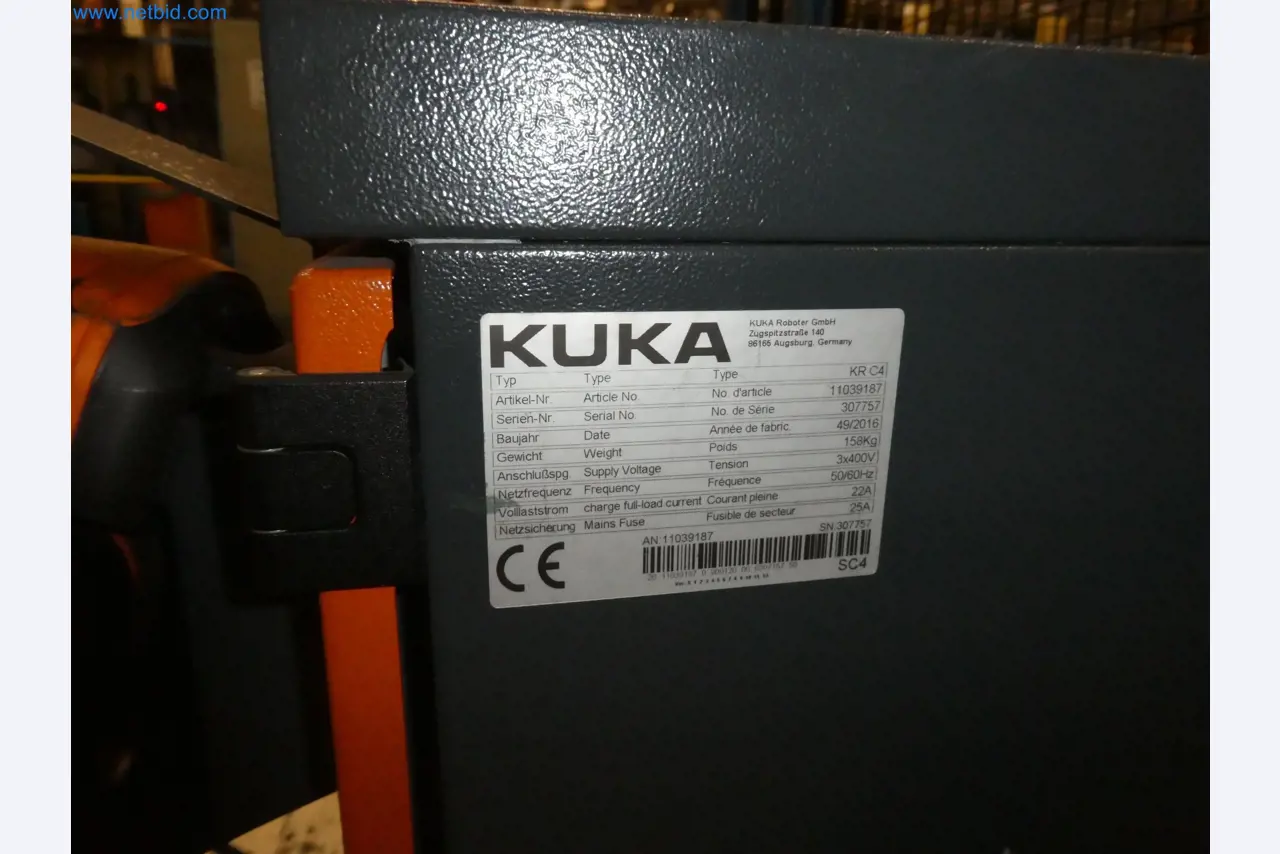 www.netbid.com
KUKA
KUKA Roboter GmbH
Zugspitzstraße 140
86165 Augsburg, Germany
Typ Type Type KR C4
Artikel-Nr. Article No. No. d'article 11039187
Serien-Nr. Serial No. No. de Série 307757
Baujahr Date Année de fabric. 49/2016
Gewicht Weight Poids 158Kg
Anschlußspg. Supply Voltage Tension 3x400V
Netzfrequenz Frequency Fréquence 50/60Hz
Vollaststrom charge full-load current Courant pleine 22A
Netzsicherung Mains Fuse Fusible de secteur 25A
AN:11039187 SN:307757
CE
SC4